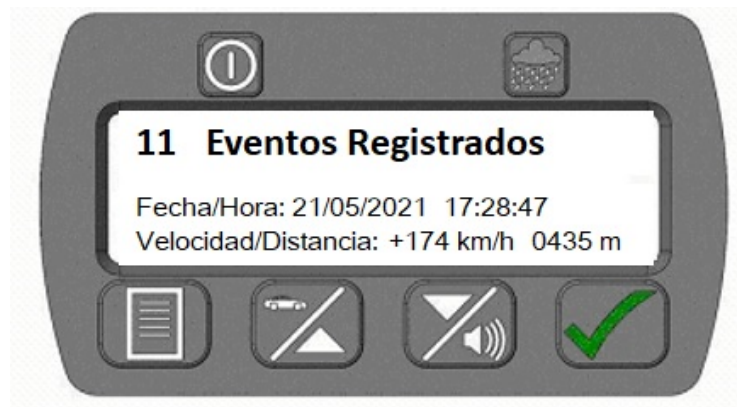 11 Eventos Registrados
Fecha/Hora: 21/05/2021 17:28:47
Velocidad/Distancia: +174 km/h 0435 m